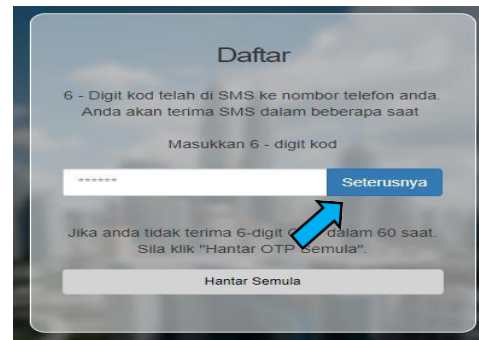 Daftar
6 - Digit kod telah di SMS ke nombor telefon anda.
Anda akan terima SMS dalam beberapa saat
Masukkan 6 - digit kod
****** Seterusnya
Jika anda tidak terima 6-digit dalam 60 saat.
Sila klik "Hantar OTP Semula".
Hantar Semula